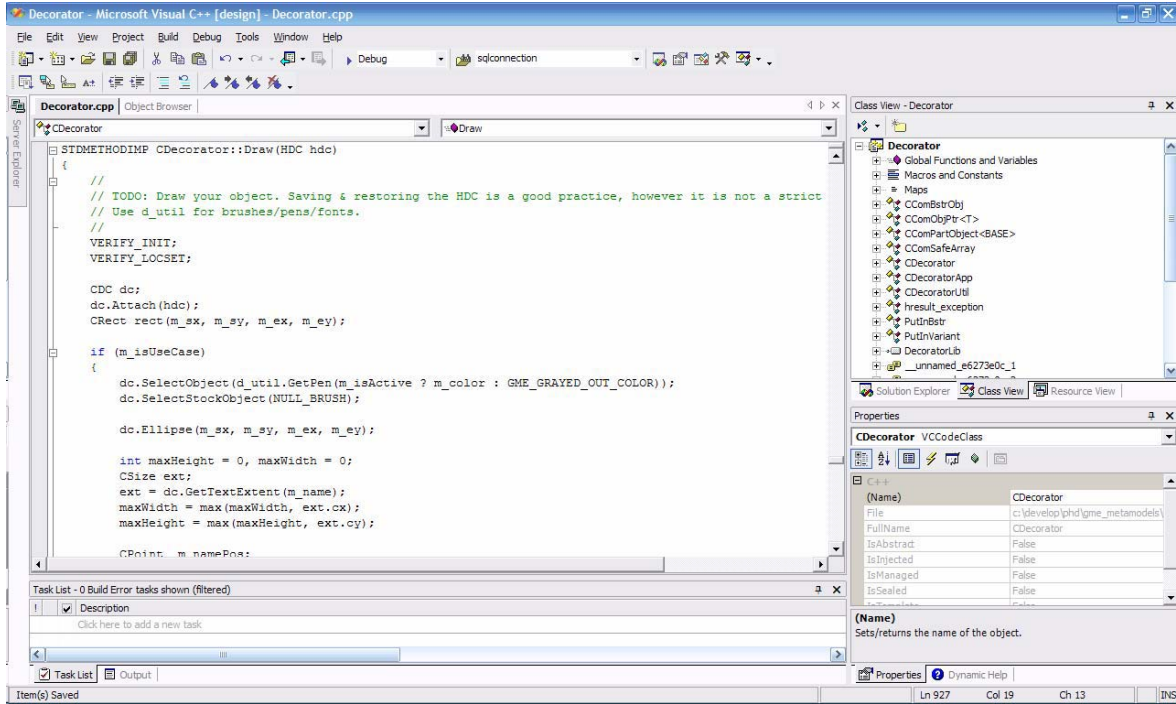 Decorator - Microsoft Visual C++ [design] - Decorator.cpp
File Edit View Project Build Debug Tools Window Help
Debug sqlconnection
Server Explorer
Decorator.cpp Object Browser
CDecorator Draw
STDMETHODIMP CDecorator::Draw(HDC hdc)
{
//
// TODO: Draw your object. Saving & restoring the HDC is a good practice, however it is not a strict
// Use d_util for brushes/pens/fonts.
//
VERIFY_INIT;
VERIFY_LOCSET;
CDC dc;
dc.Attach(hdc);
CRect rect(m_sx, m_sy, m_ex, m_ey);
if (m_isUseCase)
{
dc.SelectObject(d_util.GetPen(m_isActive ? m_color : GME_GRAYED_OUT_COLOR));
dc.SelectStockObject(NULL_BRUSH);
dc.Ellipse(m_sx, m_sy, m_ex, m_ey);
int maxHeight = 0, maxWidth = 0;
CSize ext;
ext = dc.GetTextExtent(m_name);
maxWidth = max(maxWidth, ext.cx);
maxHeight = max(maxHeight, ext.cy);
CPoint m_namePos;
Task List - 0 Build Error tasks shown (filtered)
! Description
Click here to add a new task
Task List Output
Class View - Decorator
Decorator
Global Functions and Variables
Macros and Constants
Maps
CComBstrObj
CComObjPtr<T>
CComPartObject<BASE>
CComSafeArray
CDecorator
CDecoratorApp
CDecoratorUtil
hresult_exception
PutInBstr
PutInVariant
DecoratorLib
__unnamed_e6273e0c_1
Solution Explorer Class View Resource View
Properties
CDecorator VCCodeClass
C++
(Name) CDecorator
File c:\develop\phd\gme_metamodels\
FullName CDecorator
IsAbstract False
IsInjected False
IsManaged False
IsSealed False
(Name)
Sets/returns the name of the object.
Properties Dynamic Help
Item(s) Saved Ln 927 Col 19 Ch 13 INS